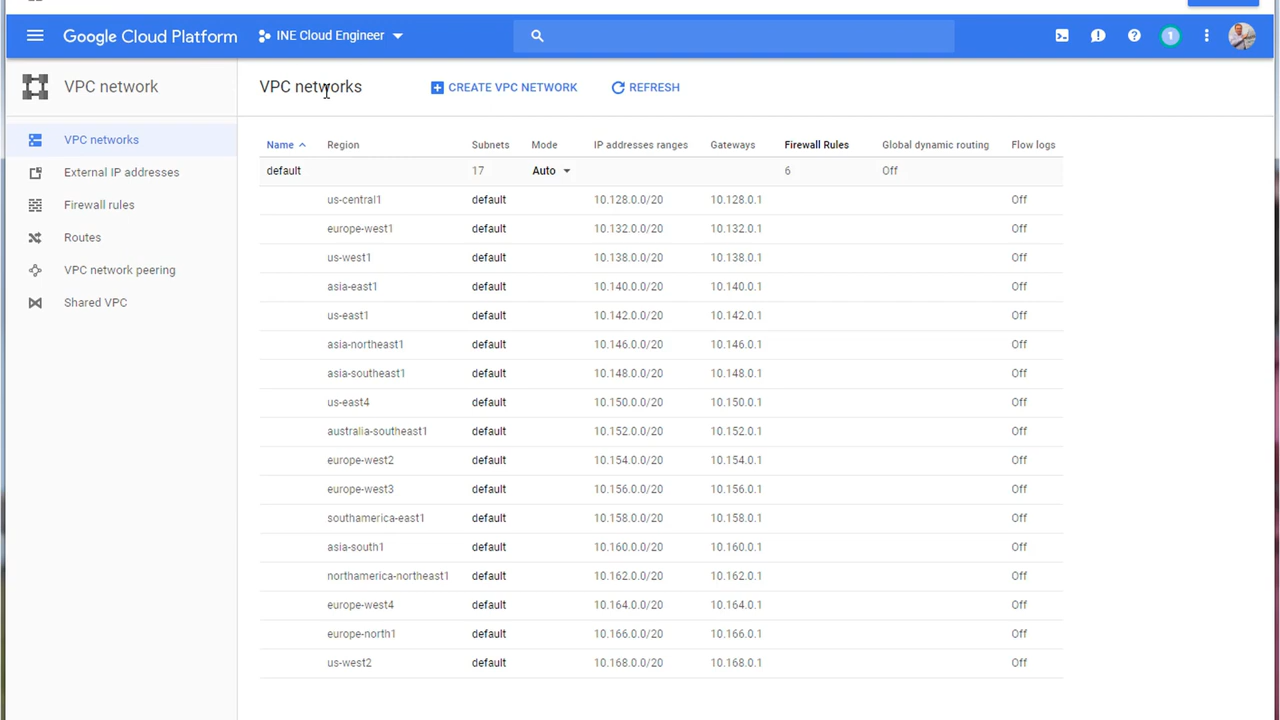 Google Cloud Platform INE Cloud Engineer 1
VPC network
VPC networks
External IP addresses
Firewall rules
Routes
VPC network peering
Shared VPC
VPC networks CREATE VPC NETWORK REFRESH
Name Region Subnets Mode IP addresses ranges Gateways Firewall Rules Global dynamic routing Flow logs
default 17 Auto 6 Off
us-central1 default 10.128.0.0/20 10.128.0.1 Off
europe-west1 default 10.132.0.0/20 10.132.0.1 Off
us-west1 default 10.138.0.0/20 10.138.0.1 Off
asia-east1 default 10.140.0.0/20 10.140.0.1 Off
us-east1 default 10.142.0.0/20 10.142.0.1 Off
asia-northeast1 default 10.146.0.0/20 10.146.0.1 Off
asia-southeast1 default 10.148.0.0/20 10.148.0.1 Off
us-east4 default 10.150.0.0/20 10.150.0.1 Off
australia-southeast1 default 10.152.0.0/20 10.152.0.1 Off
europe-west2 default 10.154.0.0/20 10.154.0.1 Off
europe-west3 default 10.156.0.0/20 10.156.0.1 Off
southamerica-east1 default 10.158.0.0/20 10.158.0.1 Off
asia-south1 default 10.160.0.0/20 10.160.0.1 Off
northamerica-northeast1 default 10.162.0.0/20 10.162.0.1 Off
europe-west4 default 10.164.0.0/20 10.164.0.1 Off
europe-north1 default 10.166.0.0/20 10.166.0.1 Off
us-west2 default 10.168.0.0/20 10.168.0.1 Off